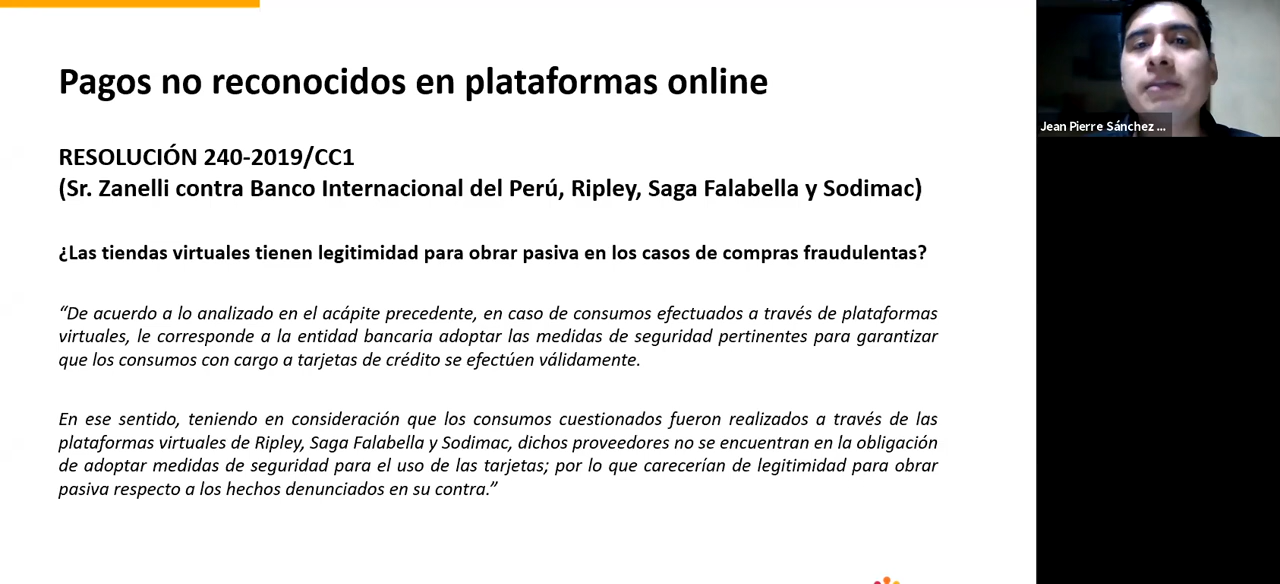 Pagos no reconocidos en plataformas online
RESOLUCIÓN 240-2019/CC1
(Sr. Zanelli contra Banco Internacional del Perú, Ripley, Saga Falabella y Sodimac)
¿Las tiendas virtuales tienen legitimidad para obrar pasiva en los casos de compras fraudulentas?
“De acuerdo a lo analizado en el acápite precedente, en caso de consumos efectuados a través de plataformas
virtuales, le corresponde a la entidad bancaria adoptar las medidas de seguridad pertinentes para garantizar
que los consumos con cargo a tarjetas de crédito se efectúen válidamente.
En ese sentido, teniendo en consideración que los consumos cuestionados fueron realizados a través de las
plataformas virtuales de Ripley, Saga Falabella y Sodimac, dichos proveedores no se encuentran en la obligación
de adoptar medidas de seguridad para el uso de las tarjetas; por lo que carecerían de legitimidad para obrar
pasiva respecto a los hechos denunciados en su contra.”
Jean Pierre Sánchez ...